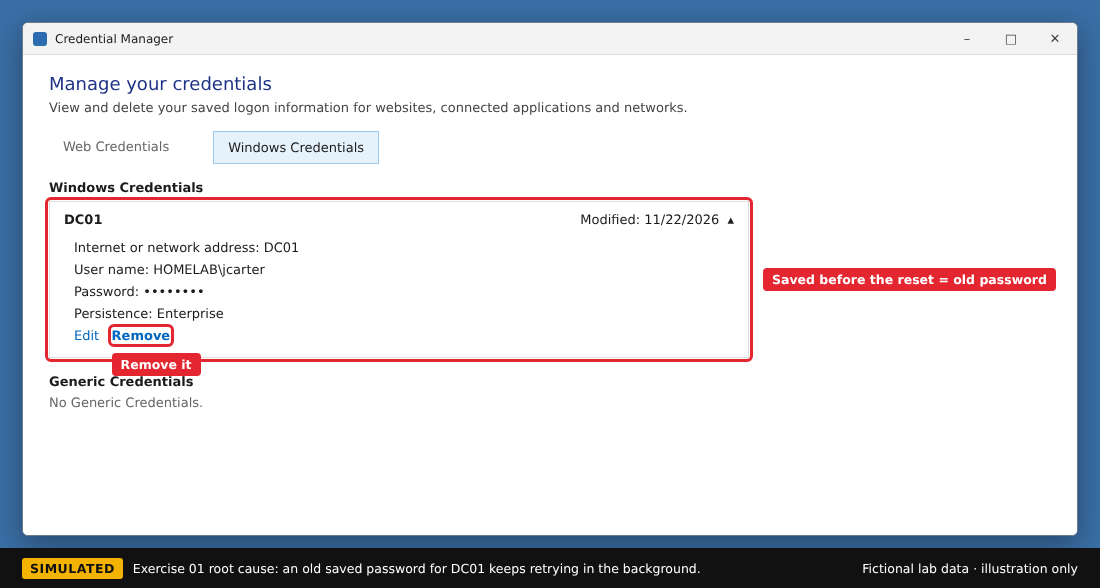 Credential Manager
Manage your credentials
View and delete your saved logon information for websites, connected applications and networks.
Web Credentials
Windows Credentials
Windows Credentials
DC01
Modified: 11/22/2026 ▴
Internet or network address: DC01
User name: HOMELAB\jcarter
Password: ••••••••
Persistence: Enterprise
Edit Remove
Saved before the reset = old password
Remove it
Generic Credentials
No Generic Credentials.
SIMULATED
Exercise 01 root cause: an old saved password for DC01 keeps retrying in the background.
Fictional lab data · illustration only